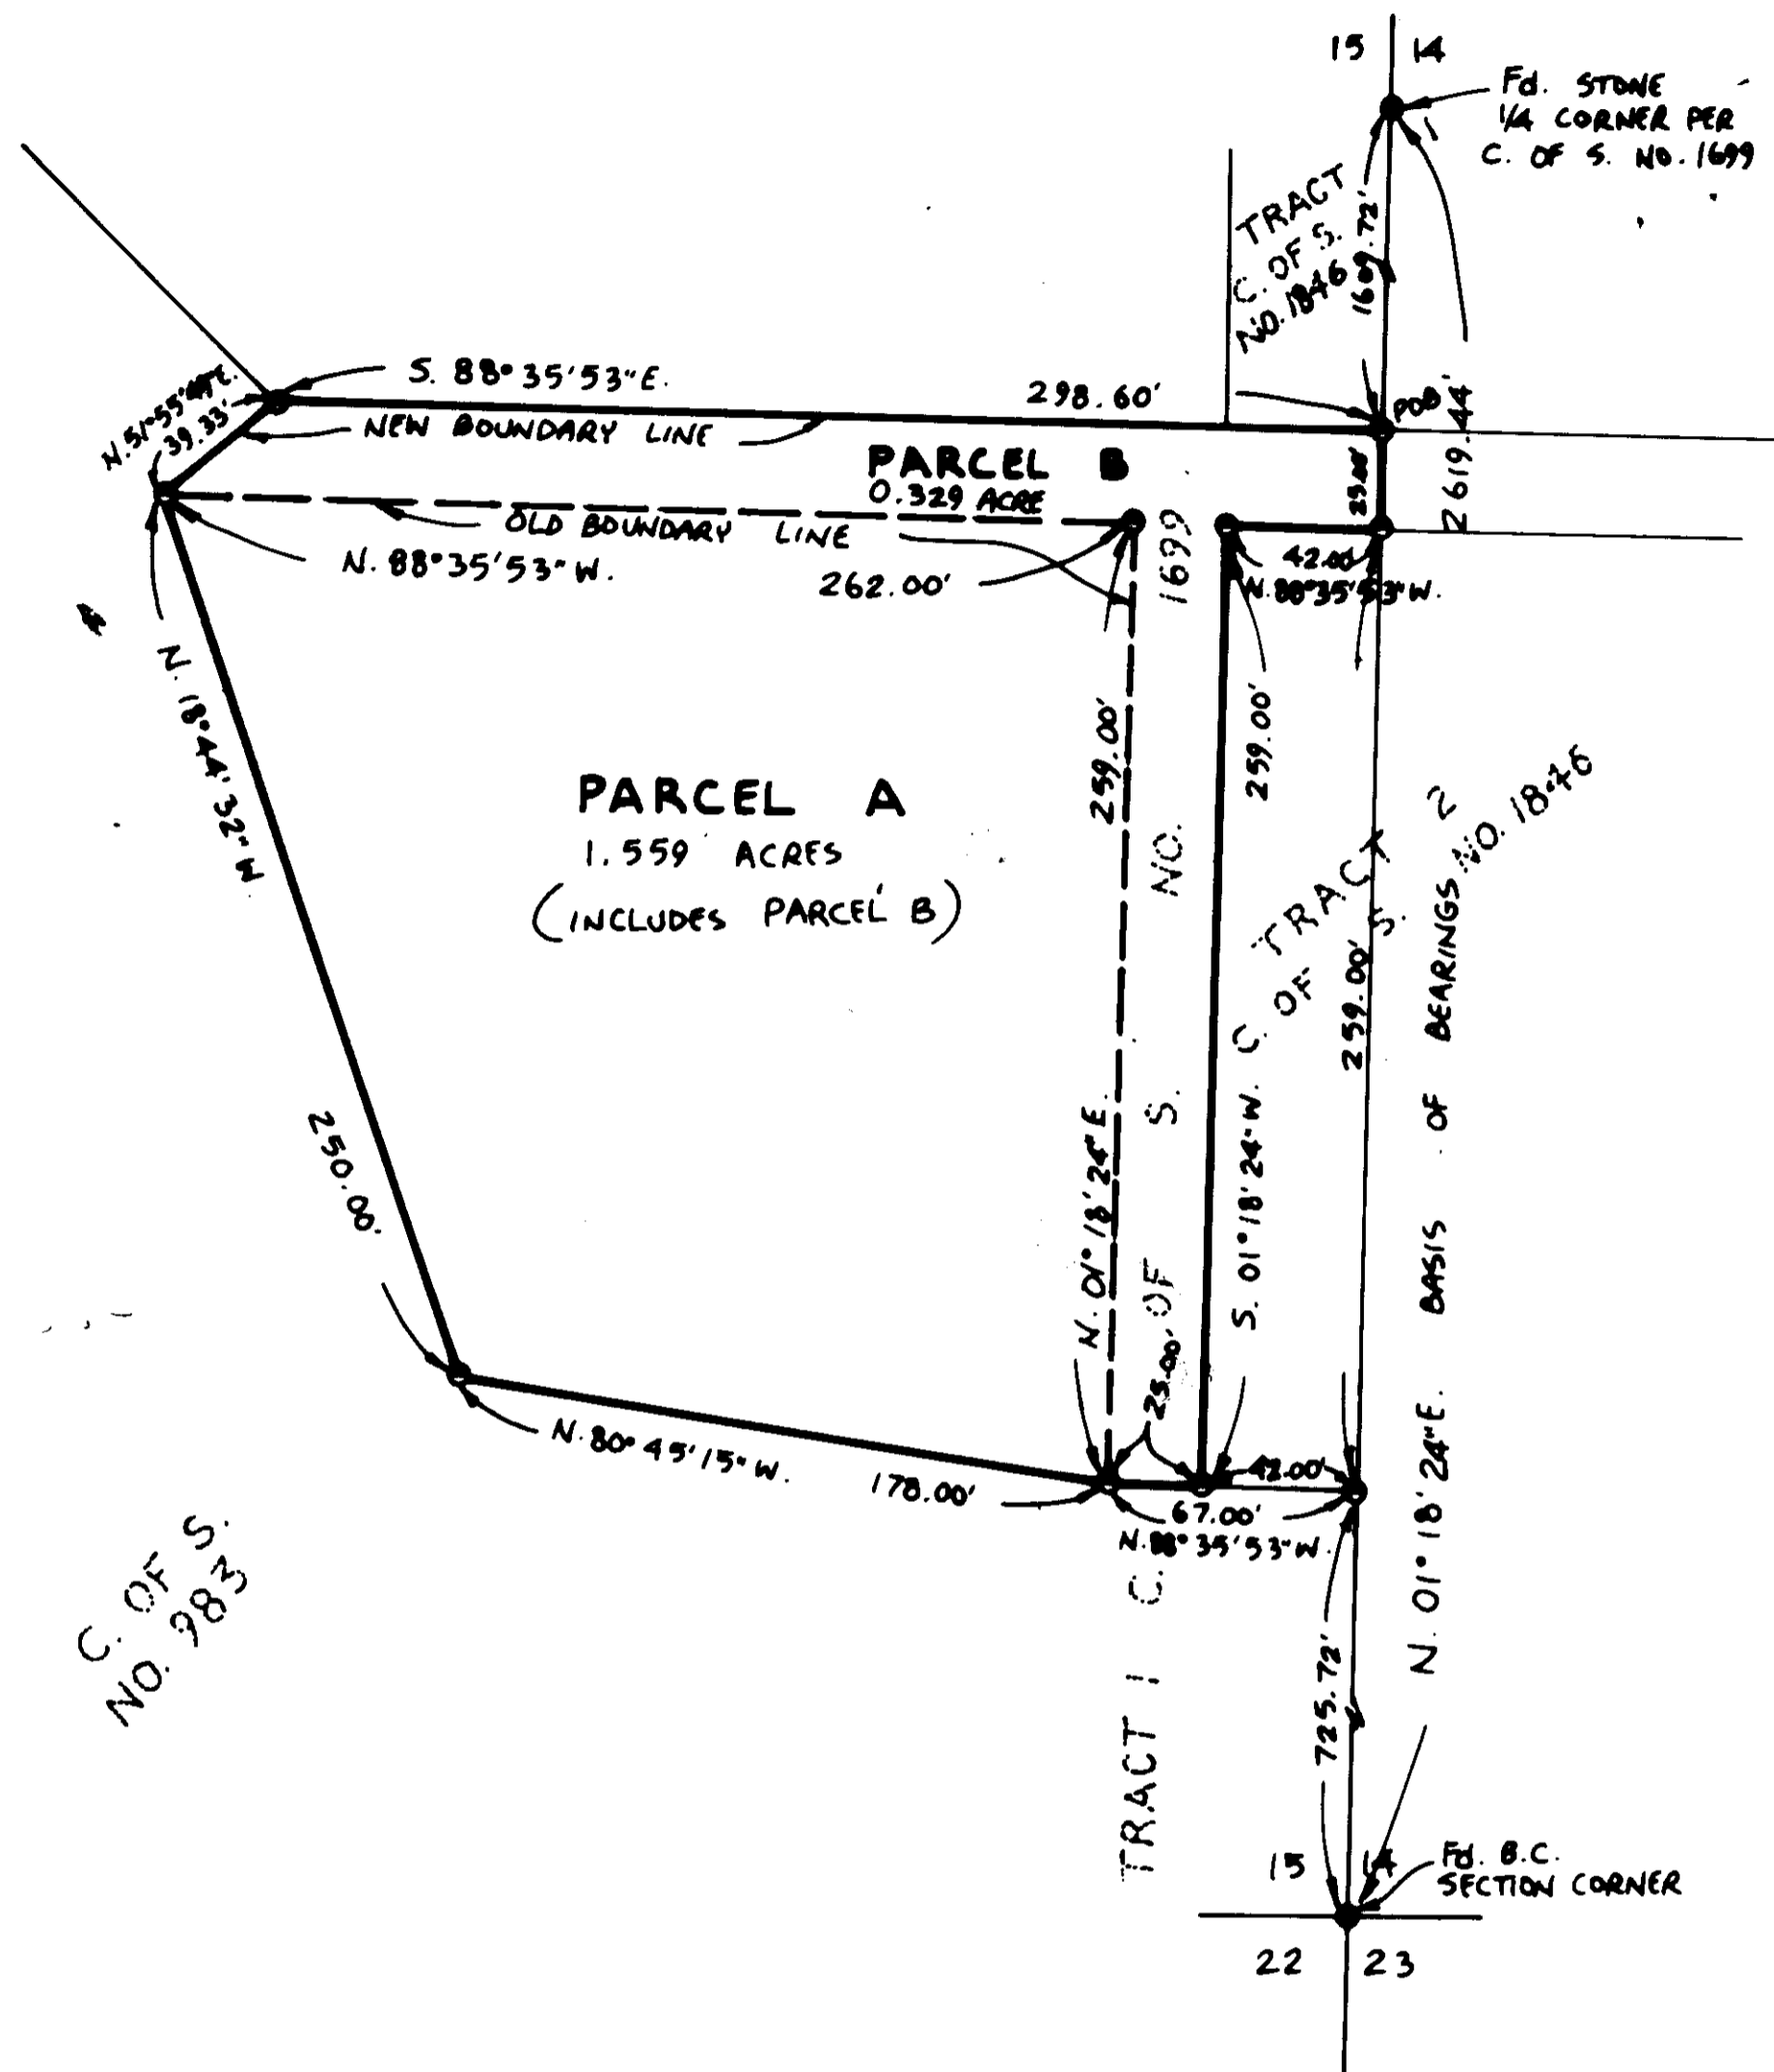 15 14
Fd. STONE
1/4 CORNER PER
C. OF S. NO. 1699
TRACT
C. OF S.
NO. 1846
S. 88°35'53"E.
298.60'
NEW BOUNDARY LINE
39.33'
POB
2619.44'
PARCEL B
0.329 ACRE
25.00'
OLD BOUNDARY LINE
N. 88°35'53"W.
262.00'
42.00'
N. 88°35'53"W.
N. 18°44'32"W
250.00'
PARCEL A
1.559 ACRES
(INCLUDES PARCEL B)
259.00'
N. 01°18'24"E.
259.00'
S. 01°18'24"W.
TRACT 2
C. OF S. NO. 1846
259.00'
N. 01°18'24"E. BASIS OF BEARINGS
TRACT 1 C. OF S. NO. 1699
25.00'
42.00'
67.00'
N. 88°35'53"W.
N. 80°45'15"W.
178.00'
C. OF S.
NO. 983
725.72'
15 14
Fd. B.C.
SECTION CORNER
22 23